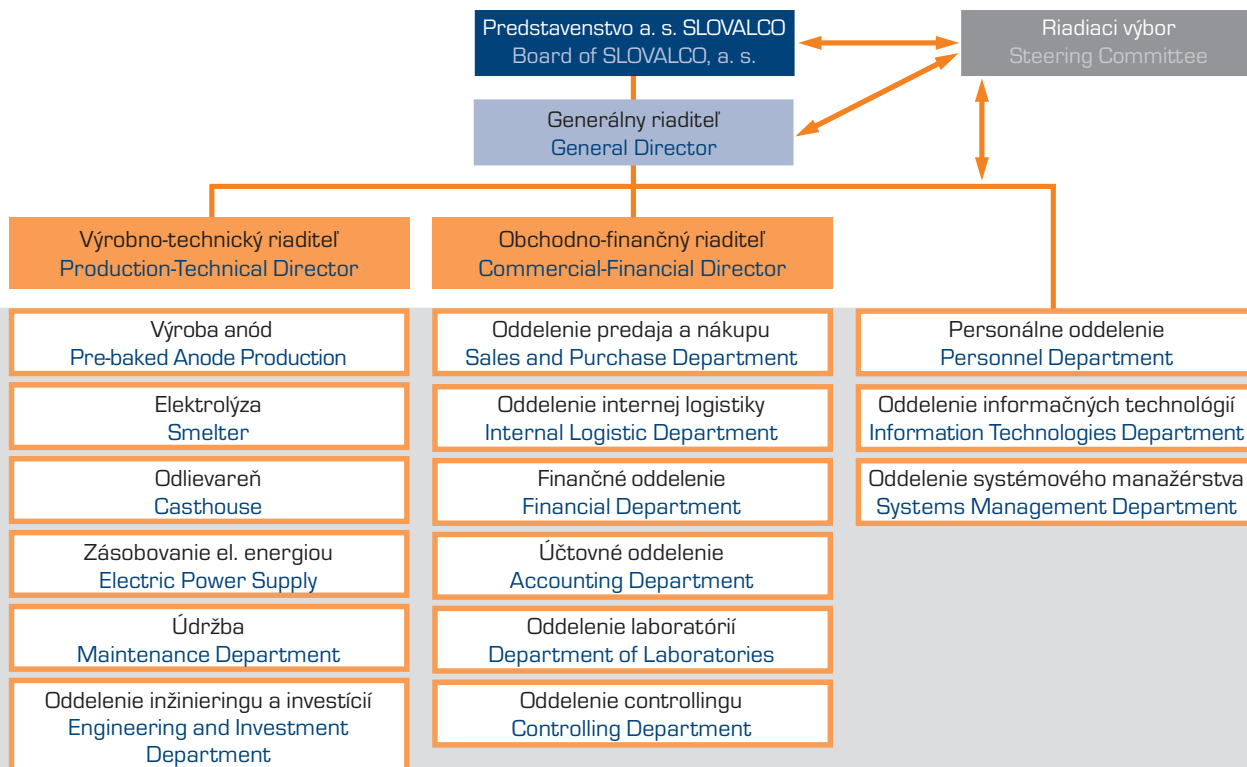 Predstavenstvo a. s. SLOVALCO
Board of SLOVALCO, a. s.
Riadiaci výbor
Steering Committee
Generálny riaditeľ
General Director
Výrobno-technický riaditeľ
Production-Technical Director
Obchodno-finančný riaditeľ
Commercial-Financial Director
Výroba anód
Pre-baked Anode Production
Elektrolýza
Smelter
Odlievareň
Casthouse
Zásobovanie el. energiou
Electric Power Supply
Údržba
Maintenance Department
Oddelenie inžinieringu a investícií
Engineering and Investment
Department
Oddelenie predaja a nákupu
Sales and Purchase Department
Oddelenie internej logistiky
Internal Logistic Department
Finančné oddelenie
Financial Department
Účtovné oddelenie
Accounting Department
Oddelenie laboratórií
Department of Laboratories
Oddelenie controllingu
Controlling Department
Personálne oddelenie
Personnel Department
Oddelenie informačných technológií
Information Technologies Department
Oddelenie systémového manažérstva
Systems Management Department